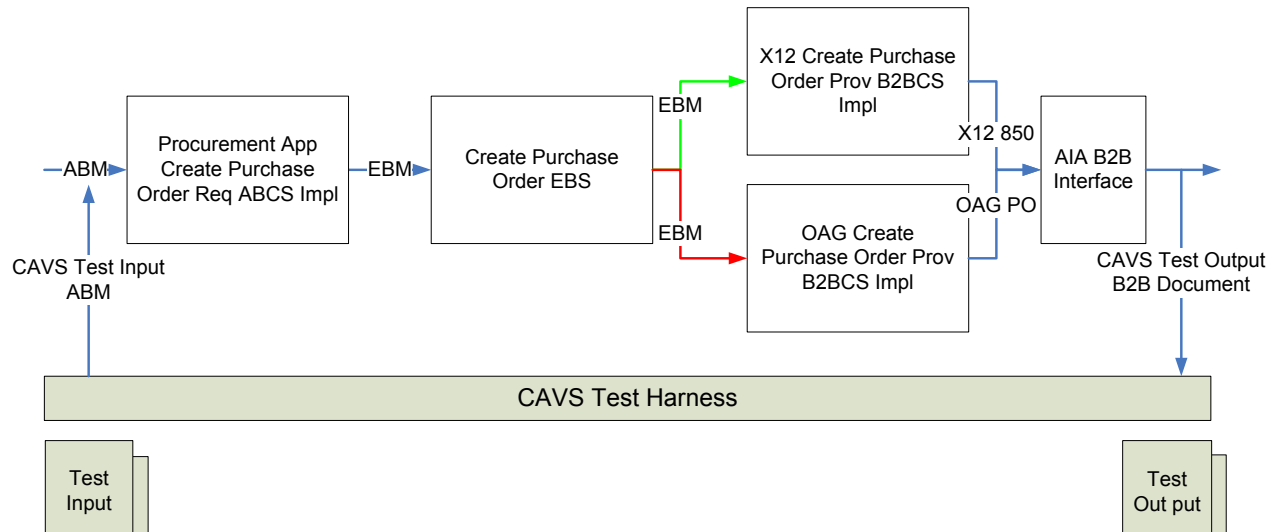 X12 Create Purchase
Order Prov B2BCS
Impl
EBM
X12 850
Procurement App
Create Purchase
Order Req ABCS Impl
ABM
EBM
Create Purchase
Order EBS
AIA B2B
Interface
OAG PO
EBM
OAG Create
Purchase Order Prov
B2BCS Impl
CAVS Test Input
ABM
CAVS Test Output
B2B Document
CAVS Test Harness
Test
Input
Test
Out put